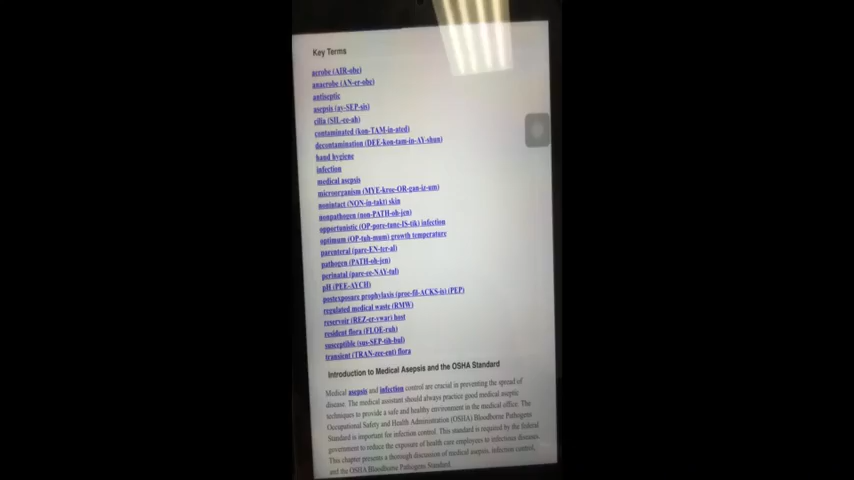 Key Terms
aerobe (AIR-obe)
anaerobe (AN-er-obe)
antiseptic
asepsis (ay-SEP-sis)
cilia (SIL-ee-ah)
contaminated (kon-TAM-in-ated)
decontamination (DEE-kon-tam-in-AY-shun)
hand hygiene
infection
medical asepsis
microorganism (MYE-kroe-OR-gan-iz-um)
nonintact (NON-in-takt) skin
nonpathogen (non-PATH-oh-jen)
opportunistic (OP-pore-tune-IS-tik) infection
optimum (OP-tuh-mum) growth temperature
parenteral (pare-EN-ter-al)
pathogen (PATH-oh-jen)
perinatal (pare-ee-NAY-tul)
pH (PEE-AYCH)
postexposure prophylaxis (proe-fil-ACKS-is) (PEP)
regulated medical waste (RMW)
reservoir (REZ-er-vwar) host
resident flora (FLOE-ruh)
susceptible (sus-SEP-tih-bul)
transient (TRAN-zee-ent) flora
Introduction to Medical Asepsis and the OSHA Standard
Medical asepsis and infection control are crucial in preventing the spread of
disease. The medical assistant should always practice good medical aseptic
techniques to provide a safe and healthy environment in the medical office. The
Occupational Safety and Health Administration (OSHA) Bloodborne Pathogens
Standard is important for infection control. This standard is required by the federal
government to reduce the exposure of health care employees to infectious diseases.
This chapter presents a thorough discussion of medical asepsis, infection control,
and the OSHA Bloodborne Pathogens Standard.